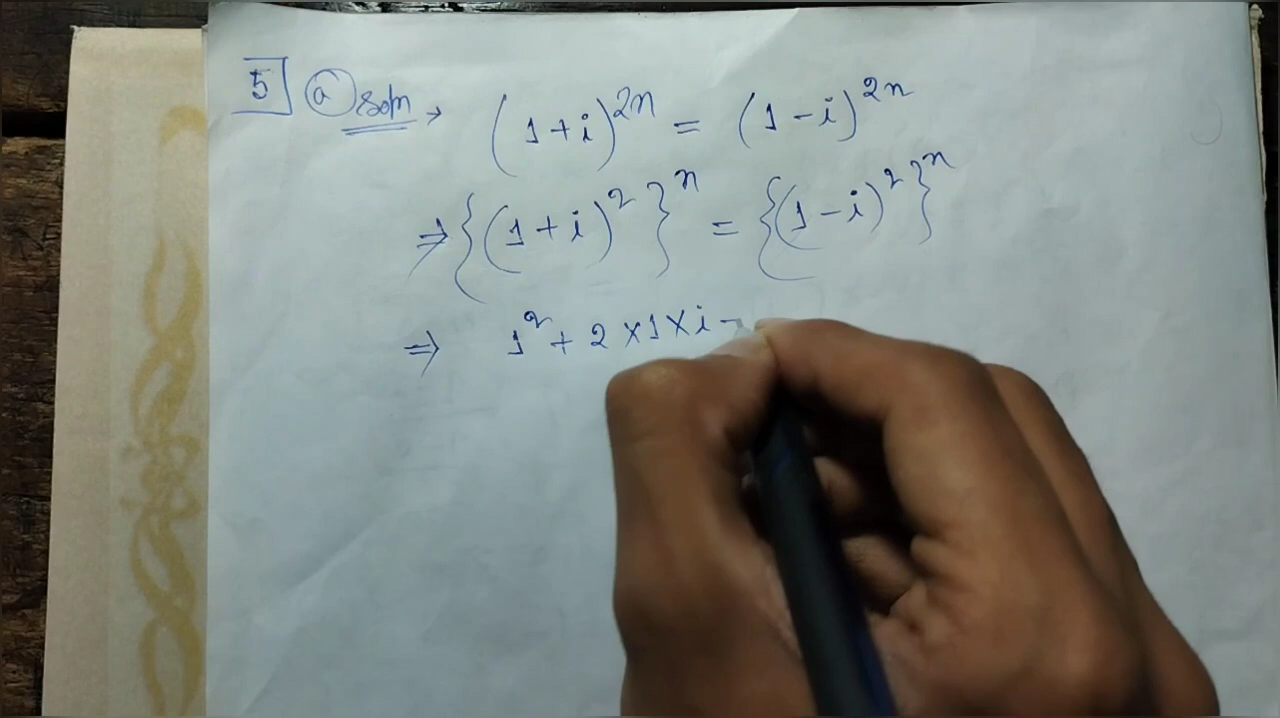 5 (a) soln → (1+i)^{2n} = (1-i)^{2n}
⇒ {(1+i)^2}^n = {(1-i)^2}^n
⇒ 1^2 + 2×1×i